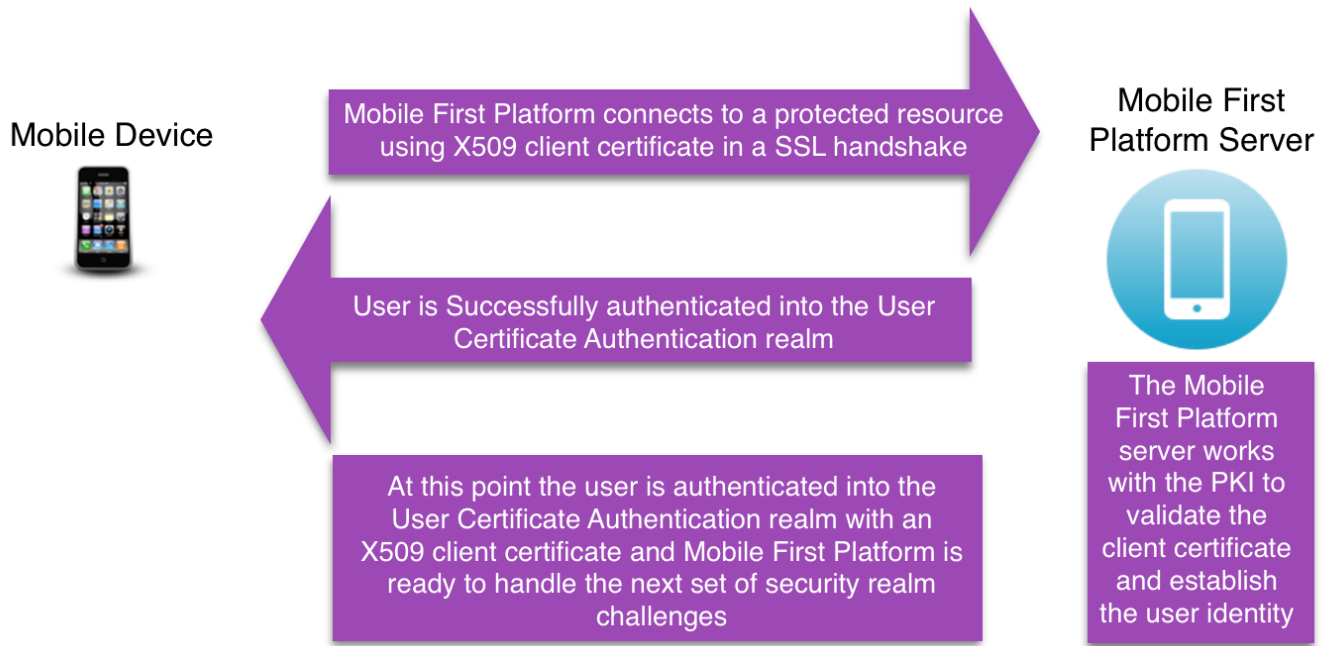 Mobile Device
Mobile First Platform connects to a protected resource
using X509 client certificate in a SSL handshake
Mobile First
Platform Server
User is Successfully authenticated into the User
Certificate Authentication realm
At this point the user is authenticated into the
User Certificate Authentication realm with an
X509 client certificate and Mobile First Platform is
ready to handle the next set of security realm
challenges
The Mobile
First Platform
server works
with the PKI to
validate the
client certificate
and establish
the user identity